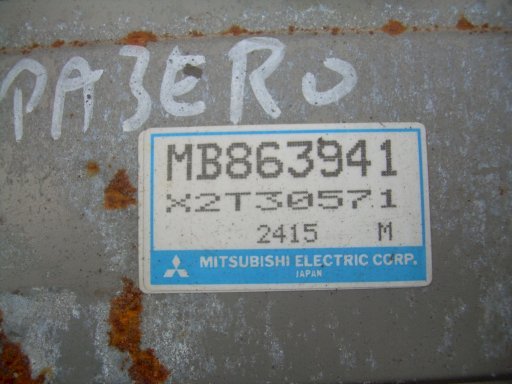 PAJERO
MB863941
X2T30571
2415 M
MITSUBISHI ELECTRIC CORP.
JAPAN